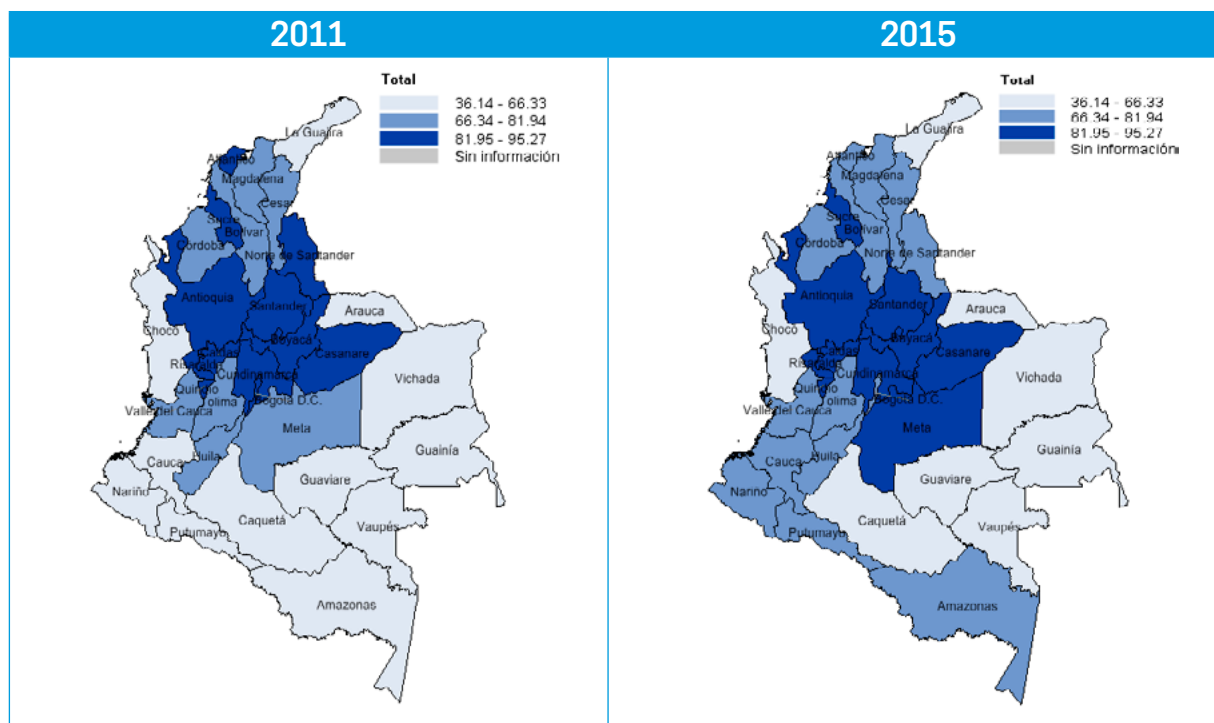 2011
2015
Total
36.14 - 66.33
66.34 - 81.94
81.95 - 95.27
Sin información
La Guajira
Atlántico
Magdalena
Cesar
Sucre
Bolívar
Córdoba
Norte de Santander
Antioquia
Santander
Arauca
Chocó
Boyacá
Caldas
Casanare
Risaralda
Cundinamarca
Vichada
Quindío
olima
Valle del Cauca
Bogotá D.C.
Meta
Guainía
Cauca
Huila
Guaviare
Nariño
Caquetá
Vaupés
Putumayo
Amazonas
Total
36.14 - 66.33
66.34 - 81.94
81.95 - 95.27
Sin información
La Guajira
Atlántico
Magdalena
Cesar
Sucre
Bolívar
Córdoba
Norte de Santander
Antioquia
Santander
Arauca
Chocó
Boyacá
Casanare
Caldas
Risaralda
Cundinamarca
Vichada
Quindío
olima
Valle del Cauca
Bogotá D.C.
Meta
Guainía
Cauca
Huila
Guaviare
Nariño
Caquetá
Vaupés
Putumayo
Amazonas